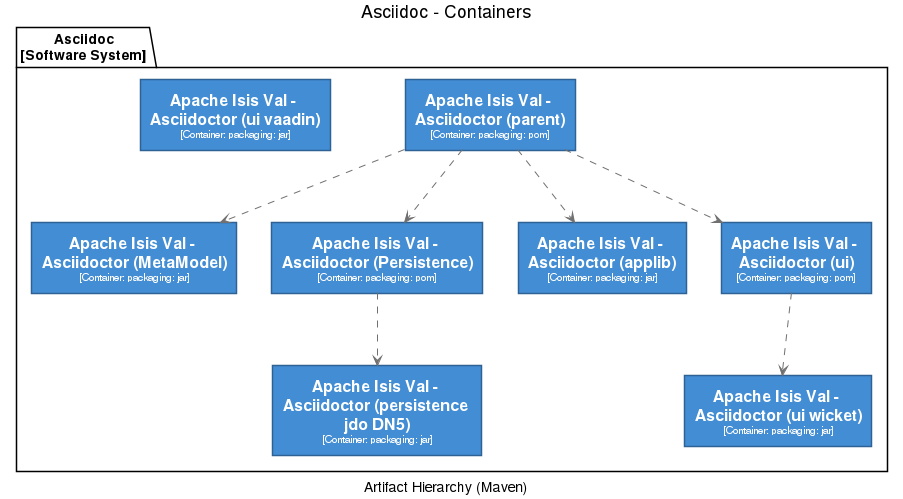 Asciidoc - Containers
Asciidoc
[Software System]
Apache Isis Val -
Asciidoctor (ui vaadin)
[Container: packaging: jar]
Apache Isis Val -
Asciidoctor (parent)
[Container: packaging: pom]
Apache Isis Val -
Asciidoctor (MetaModel)
[Container: packaging: jar]
Apache Isis Val -
Asciidoctor (Persistence)
[Container: packaging: pom]
Apache Isis Val -
Asciidoctor (applib)
[Container: packaging: jar]
Apache Isis Val -
Asciidoctor (ui)
[Container: packaging: pom]
Apache Isis Val -
Asciidoctor (persistence
jdo DN5)
[Container: packaging: jar]
Apache Isis Val -
Asciidoctor (ui wicket)
[Container: packaging: jar]
Artifact Hierarchy (Maven)